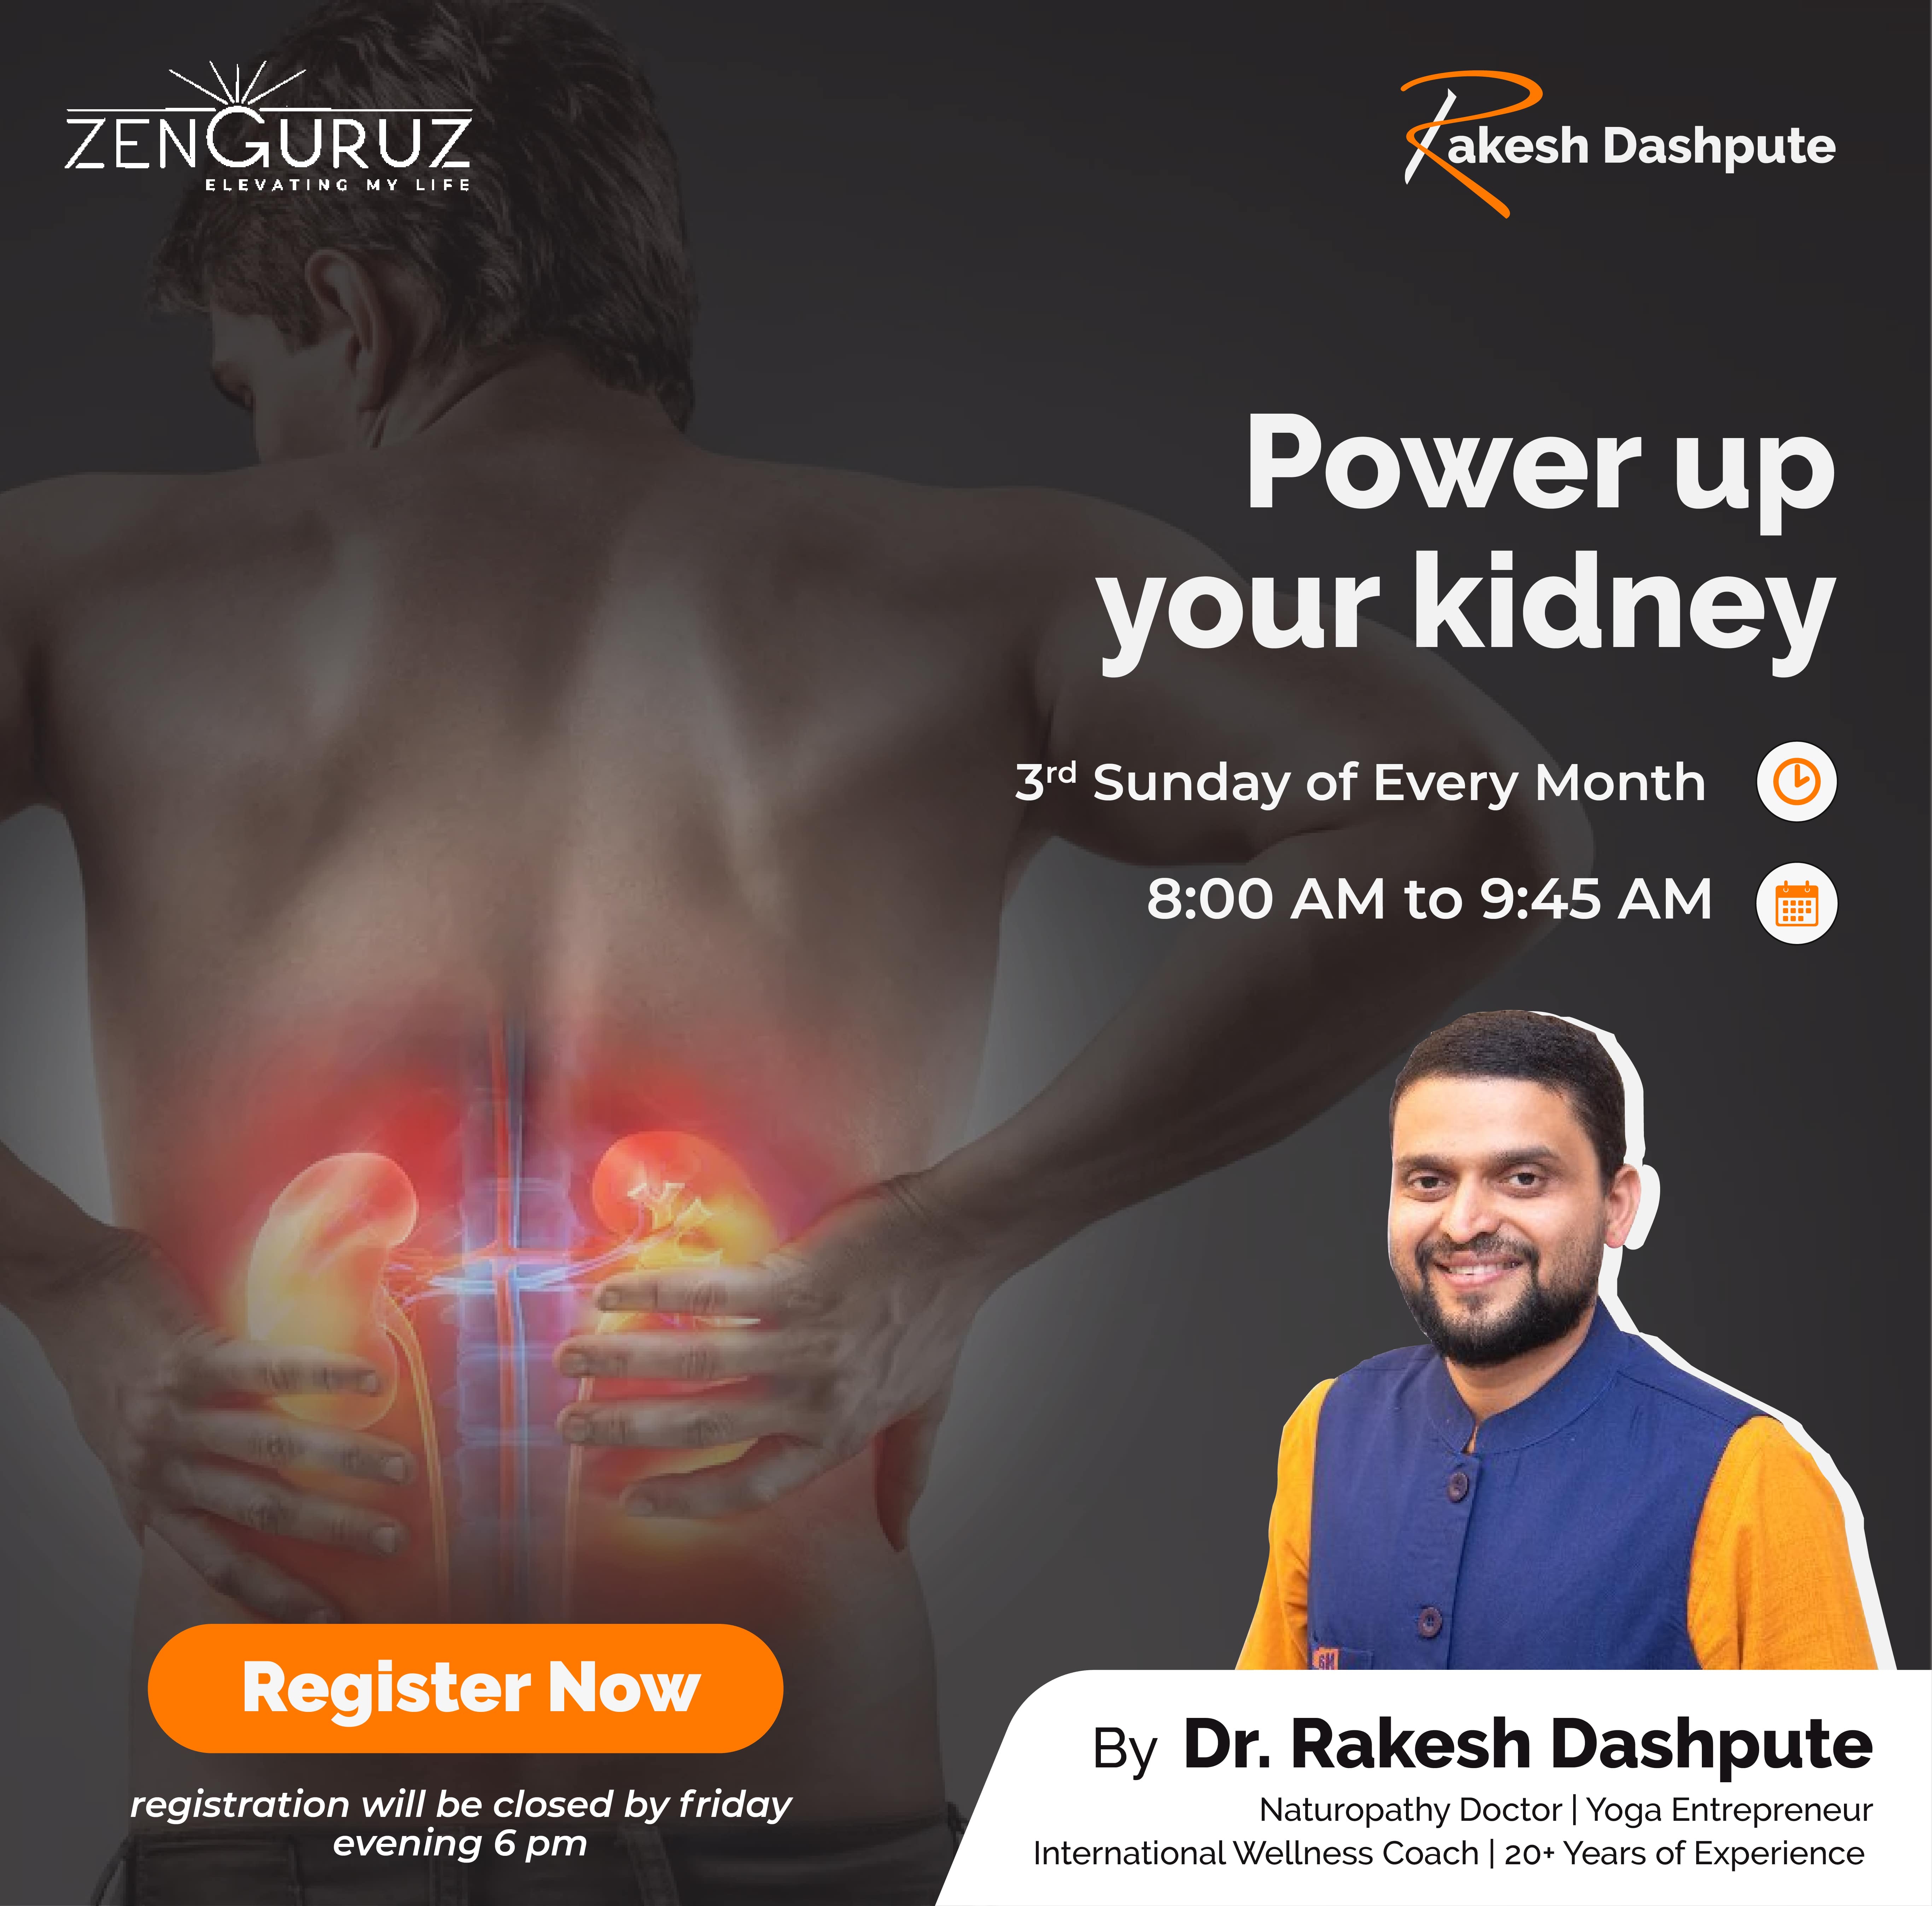 ZENGURUZ
ELEVATING MY LIFE
Rakesh Dashpute
Power up
your kidney
3rd Sunday of Every Month
8:00 AM to 9:45 AM
Register Now
registration will be closed by friday
evening 6 pm
By Dr. Rakesh Dashpute
Naturopathy Doctor | Yoga Entrepreneur
International Wellness Coach | 20+ Years of Experience